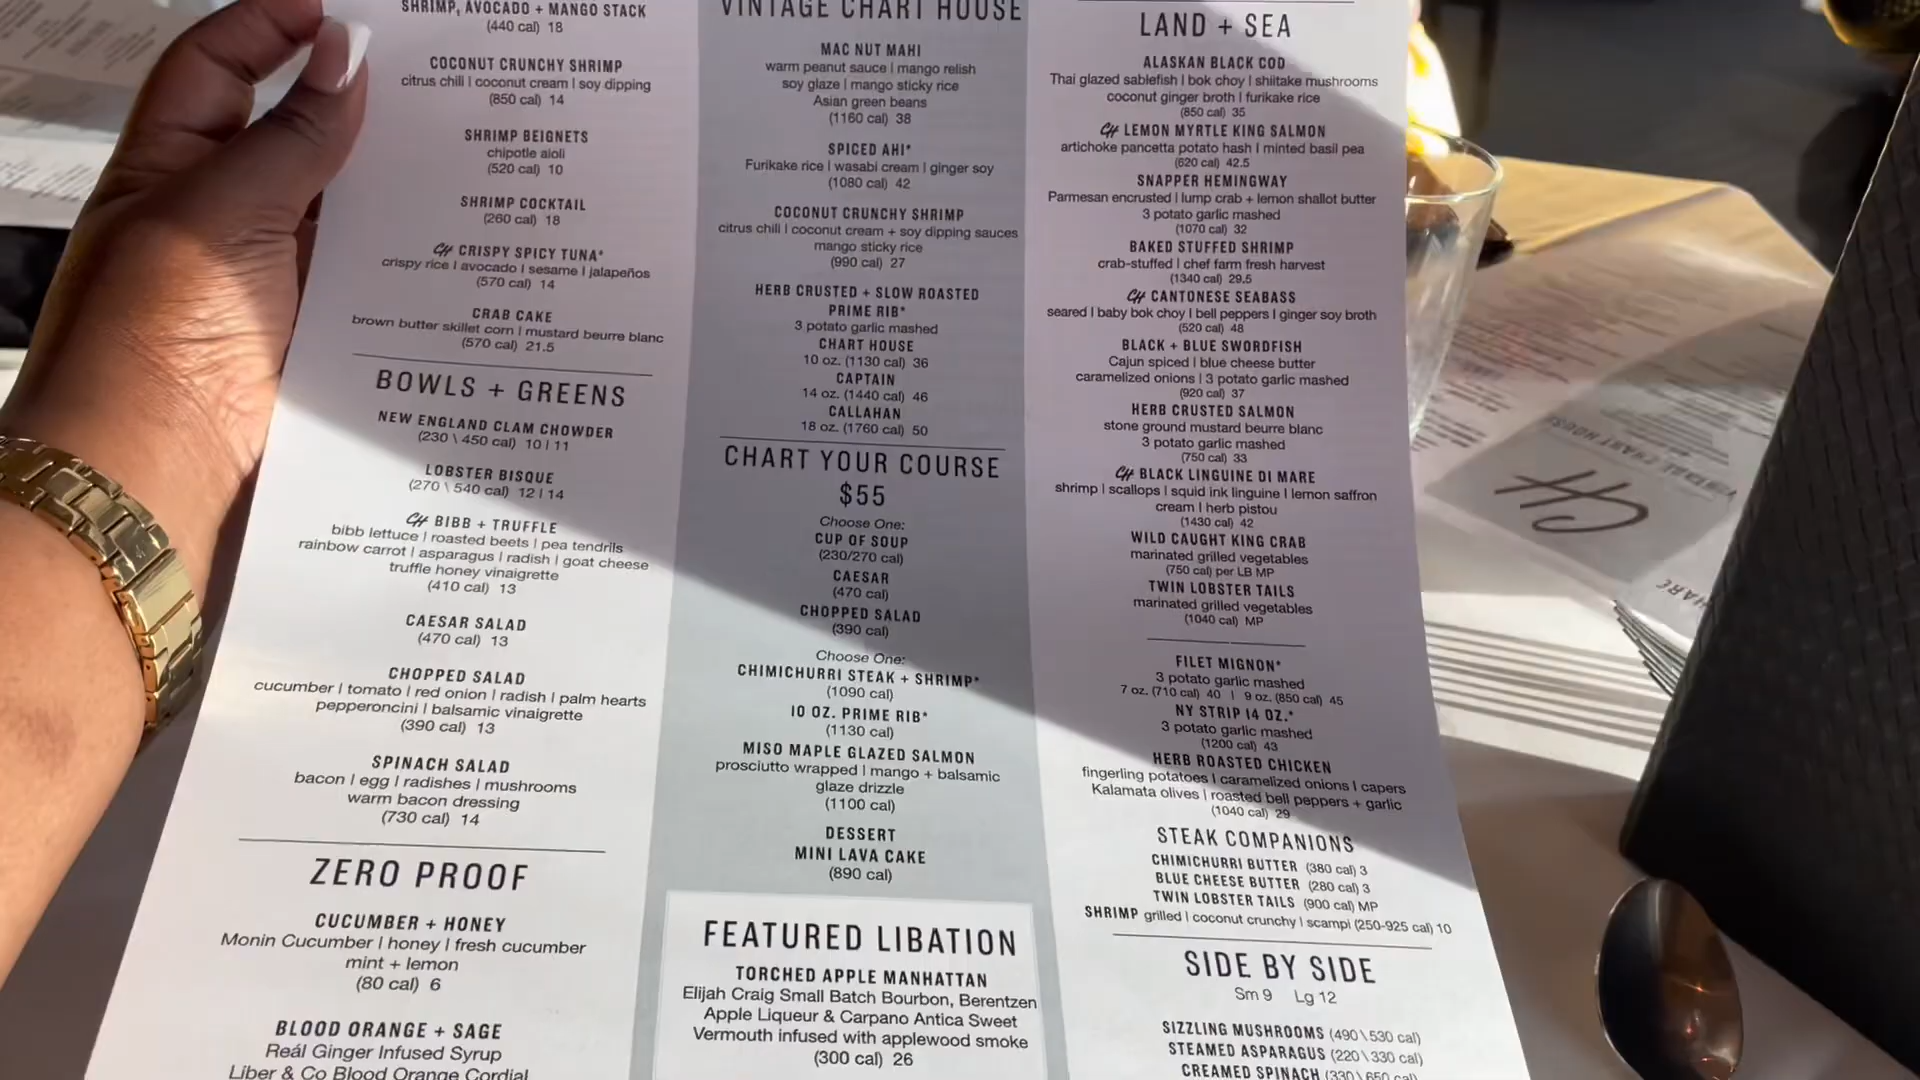 SHRIMP, AVOCADO + MANGO STACK
(440 cal) 18
COCONUT CRUNCHY SHRIMP
citrus chili | coconut cream | soy dipping
(850 cal) 14
SHRIMP BEIGNETS
chipotle aioli
(520 cal) 10
SHRIMP COCKTAIL
(260 cal) 18
CH CRISPY SPICY TUNA*
crispy rice | avocado | sesame | jalapeños
(570 cal) 14
CRAB CAKE
brown butter skillet corn | mustard beurre blanc
(570 cal) 21.5
BOWLS + GREENS
NEW ENGLAND CLAM CHOWDER
(230 \ 450 cal) 10 | 11
LOBSTER BISQUE
(270 \ 540 cal) 12 | 14
CH BIBB + TRUFFLE
bibb lettuce | roasted beets | pea tendrils
rainbow carrot | asparagus | radish | goat cheese
truffle honey vinaigrette
(410 cal) 13
CAESAR SALAD
(470 cal) 13
CHOPPED SALAD
cucumber | tomato | red onion | radish | palm hearts
pepperoncini | balsamic vinaigrette
(390 cal) 13
SPINACH SALAD
bacon | egg | radishes | mushrooms
warm bacon dressing
(730 cal) 14
ZERO PROOF
CUCUMBER + HONEY
Monin Cucumber | honey | fresh cucumber
mint + lemon
(80 cal) 6
BLOOD ORANGE + SAGE
Reál Ginger Infused Syrup
Liber & Co Blood Orange Cordial
VINTAGE CHART HOUSE
MAC NUT MAHI
warm peanut sauce | mango relish
soy glaze | mango sticky rice
Asian green beans
(1160 cal) 38
SPICED AHI*
Furikake rice | wasabi cream | ginger soy
(1080 cal) 42
COCONUT CRUNCHY SHRIMP
citrus chili | coconut cream + soy dipping sauces
mango sticky rice
(990 cal) 27
HERB CRUSTED + SLOW ROASTED
PRIME RIB*
3 potato garlic mashed
CHART HOUSE
10 oz. (1130 cal) 36
CAPTAIN
14 oz. (1440 cal) 46
CALLAHAN
18 oz. (1760 cal) 50
CHART YOUR COURSE
$55
Choose One:
CUP OF SOUP
(230/270 cal)
CAESAR
(470 cal)
CHOPPED SALAD
(390 cal)
Choose One:
CHIMICHURRI STEAK + SHRIMP*
(1090 cal)
10 OZ. PRIME RIB*
(1130 cal)
MISO MAPLE GLAZED SALMON
prosciutto wrapped | mango + balsamic
glaze drizzle
(1100 cal)
DESSERT
MINI LAVA CAKE
(890 cal)
FEATURED LIBATION
TORCHED APPLE MANHATTAN
Elijah Craig Small Batch Bourbon, Berentzen
Apple Liqueur & Carpano Antica Sweet
Vermouth infused with applewood smoke
(300 cal) 26
LAND + SEA
ALASKAN BLACK COD
Thai glazed sablefish | bok choy | shiitake mushrooms
coconut ginger broth | furikake rice
(850 cal) 35
CH LEMON MYRTLE KING SALMON
artichoke pancetta potato hash | minted basil pea
(620 cal) 42.5
SNAPPER HEMINGWAY
Parmesan encrusted | lump crab + lemon shallot butter
3 potato garlic mashed
(1070 cal) 32
BAKED STUFFED SHRIMP
crab-stuffed | chef farm fresh harvest
(1340 cal) 29.5
CH CANTONESE SEABASS
seared | baby bok choy | bell peppers | ginger soy broth
(520 cal) 48
BLACK + BLUE SWORDFISH
Cajun spiced | blue cheese butter
caramelized onions | 3 potato garlic mashed
(920 cal) 37
HERB CRUSTED SALMON
stone ground mustard beurre blanc
3 potato garlic mashed
(750 cal) 33
CH BLACK LINGUINE DI MARE
shrimp | scallops | squid ink linguine | lemon saffron
cream | herb pistou
(1430 cal) 42
WILD CAUGHT KING CRAB
marinated grilled vegetables
(750 cal) per LB MP
TWIN LOBSTER TAILS
marinated grilled vegetables
(1040 cal) MP
FILET MIGNON*
3 potato garlic mashed
7 oz. (710 cal) 40 | 9 oz. (850 cal) 45
NY STRIP 14 OZ.*
3 potato garlic mashed
(1200 cal) 43
HERB ROASTED CHICKEN
fingerling potatoes | caramelized onions | capers
Kalamata olives | roasted bell peppers + garlic
(1040 cal) 29
STEAK COMPANIONS
CHIMICHURRI BUTTER (380 cal) 3
BLUE CHEESE BUTTER (280 cal) 3
TWIN LOBSTER TAILS (900 cal) MP
SHRIMP grilled | coconut crunchy | scampi (250-925 cal) 10
SIDE BY SIDE
Sm 9 Lg 12
SIZZLING MUSHROOMS (490\530 cal)
STEAMED ASPARAGUS (220\330 cal)
CREAMED SPINACH (330\650 cal)
CH